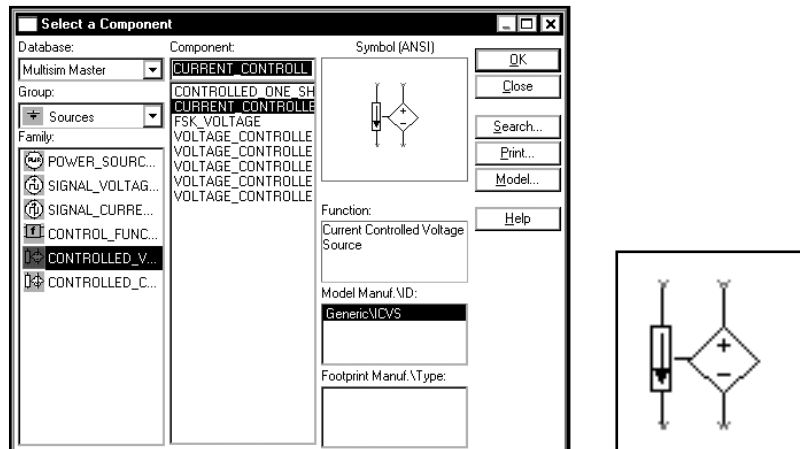 Select a Component
Database:
Multisim Master
Group:
Sources
Family:
POWER_SOURC...
SIGNAL_VOLTAG...
SIGNAL_CURRE...
CONTROL_FUNC...
CONTROLLED_V...
CONTROLLED_C...
Component:
CURRENT_CONTROLL
CONTROLLED_ONE_SH
CURRENT_CONTROLLE
FSK_VOLTAGE
VOLTAGE_CONTROLLE
VOLTAGE_CONTROLLE
VOLTAGE_CONTROLLE
VOLTAGE_CONTROLLE
VOLTAGE_CONTROLLE
Symbol (ANSI)
Function:
Current Controlled Voltage
Source
Model Manuf.\ID:
Generic\ICVS
Footprint Manuf.\Type:
OK
Close
Search...
Print...
Model...
Help